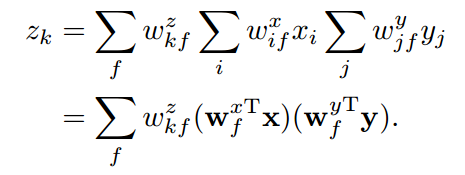 z_k = \sum_f w^z_{kf} \sum_i w^x_{if} x_i \sum_j w^y_{jf} y_j
= \sum_f w^z_{kf} (\mathbf{w}^{x\mathrm{T}}_f \mathbf{x})(\mathbf{w}^{y\mathrm{T}}_f \mathbf{y}).